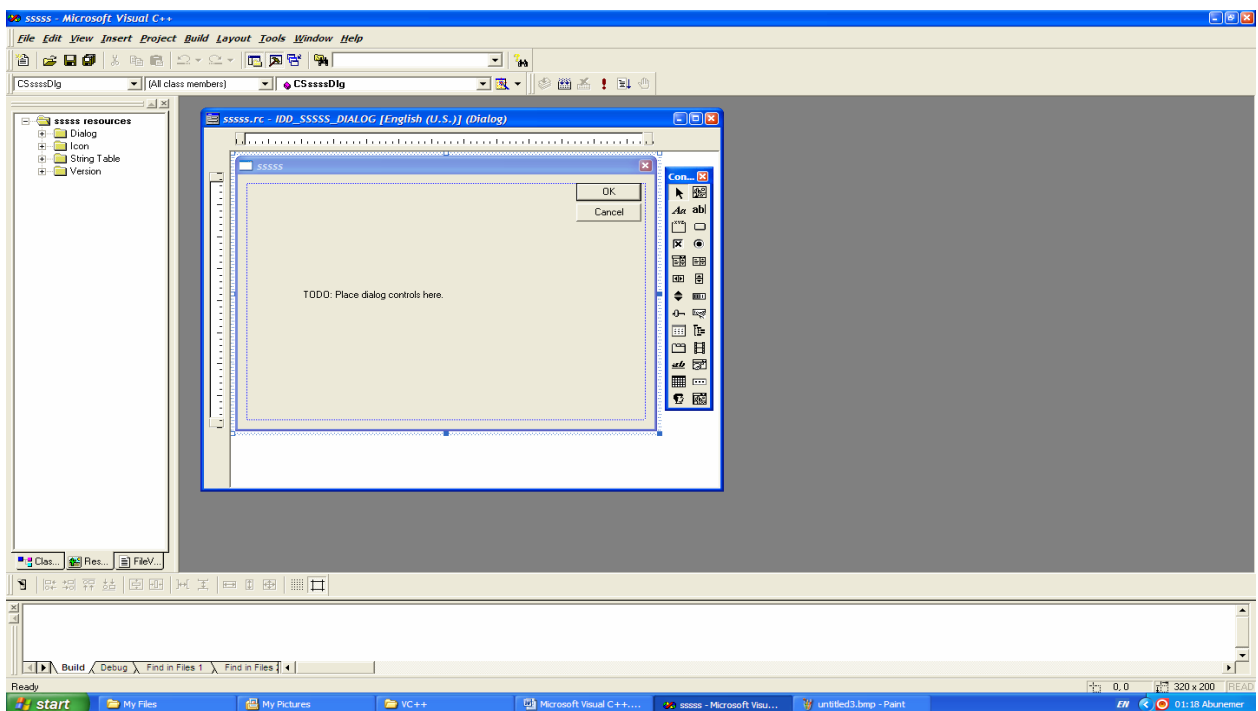 sssss - Microsoft Visual C++
File Edit View Insert Project Build Layout Tools Window Help
CSssssDlg (All class members) CSssssDlg
sssss resources
Dialog
Icon
String Table
Version
sssss.rc - IDD_SSSSS_DIALOG [English (U.S.)] (Dialog)
sssss
OK
Cancel
TODO: Place dialog controls here.
Con...
Aa ab|
ab
Clas... Res... FileV...
Build Debug Find in Files 1 Find in Files
Ready 0, 0 320 x 200 READ
start My Files My Pictures VC++ Microsoft Visual C++.... sssss - Microsoft Visu... untitled3.bmp - Paint EN 01:18 Abunemer